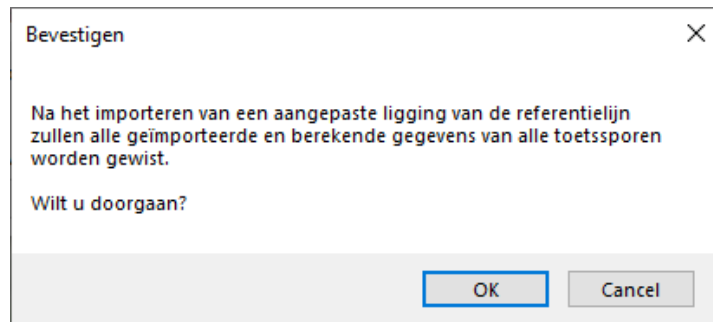 Bevestigen
Na het importeren van een aangepaste ligging van de referentielijn
zullen alle geïmporteerde en berekende gegevens van alle toetssporen
worden gewist.
Wilt u doorgaan?
OK
Cancel